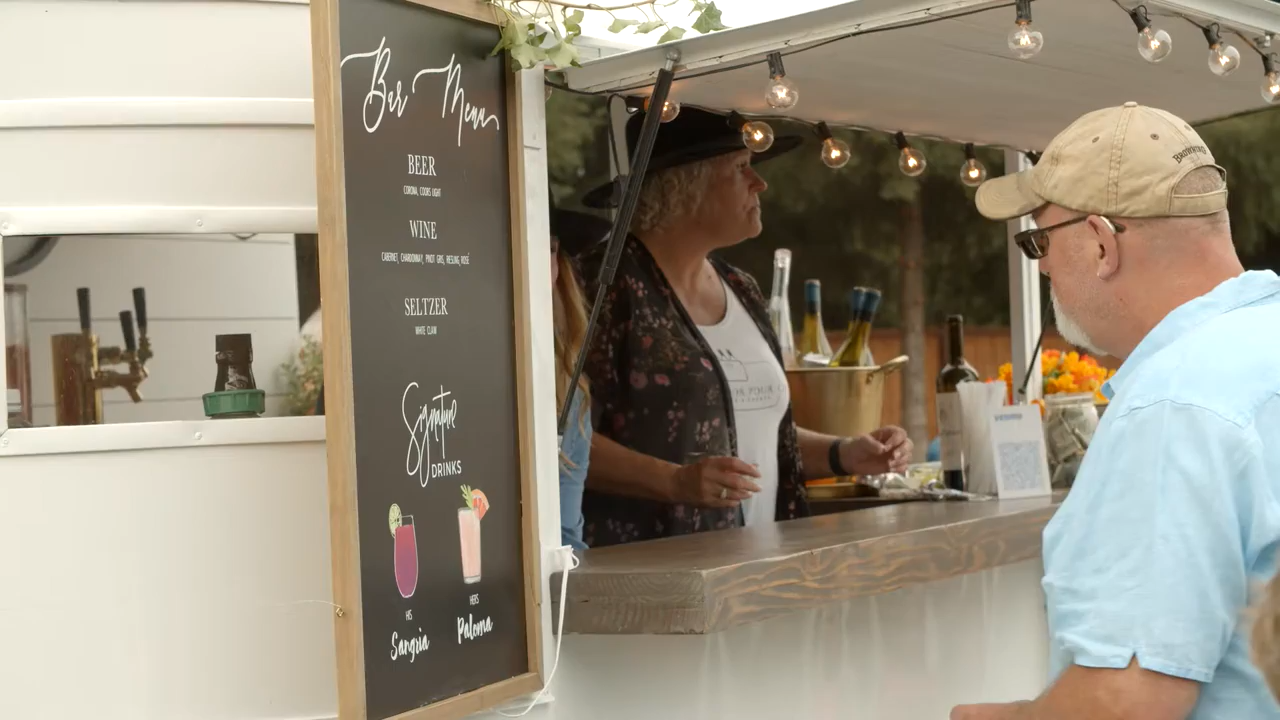 Bar Menu
BEER
CORONA, COORS LIGHT
WINE
CABERNET, CHARDONNAY, PINOT GRIS, RIESLING, ROSÉ
SELTZER
WHITE CLAW
Signature
DRINKS
HIS
Sangria
HERS
Paloma